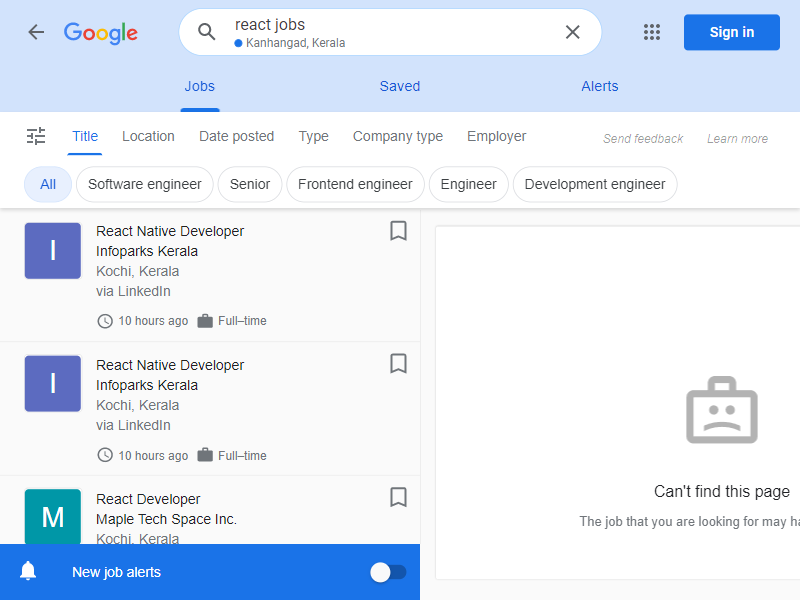 Google
react jobs
Kanhangad, Kerala
Sign in
Jobs
Saved
Alerts
Title
Location
Date posted
Type
Company type
Employer
Send feedback
Learn more
All
Software engineer
Senior
Frontend engineer
Engineer
Development engineer
I
React Native Developer
Infoparks Kerala
Kochi, Kerala
via LinkedIn
10 hours ago
Full–time
I
React Native Developer
Infoparks Kerala
Kochi, Kerala
via LinkedIn
10 hours ago
Full–time
M
React Developer
Maple Tech Space Inc.
Kochi, Kerala
New job alerts
Can't find this page
The job that you are looking for may